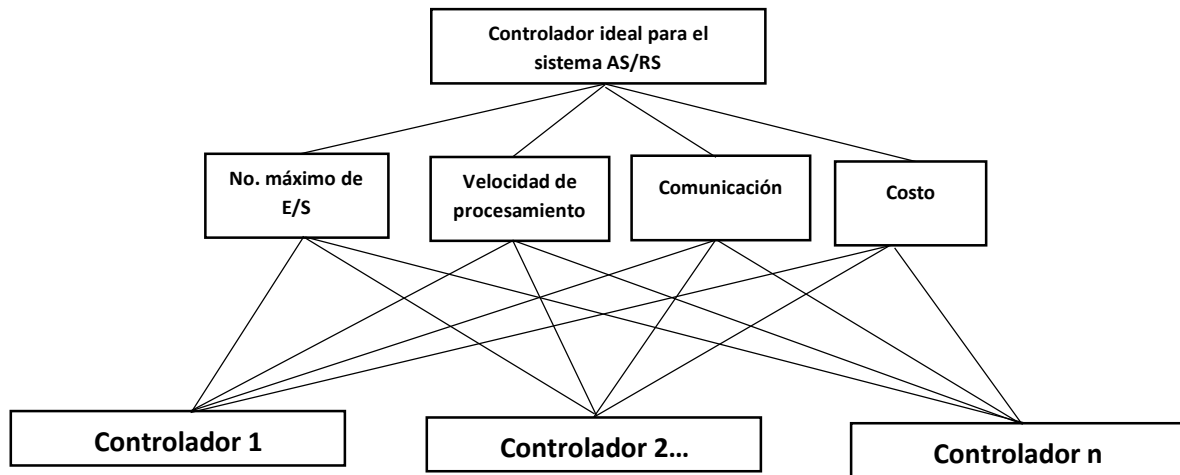 Controlador ideal para el
sistema AS/RS
No. máximo de
E/S
Velocidad de
procesamiento
Comunicación
Costo
Controlador 1
Controlador 2...
Controlador n